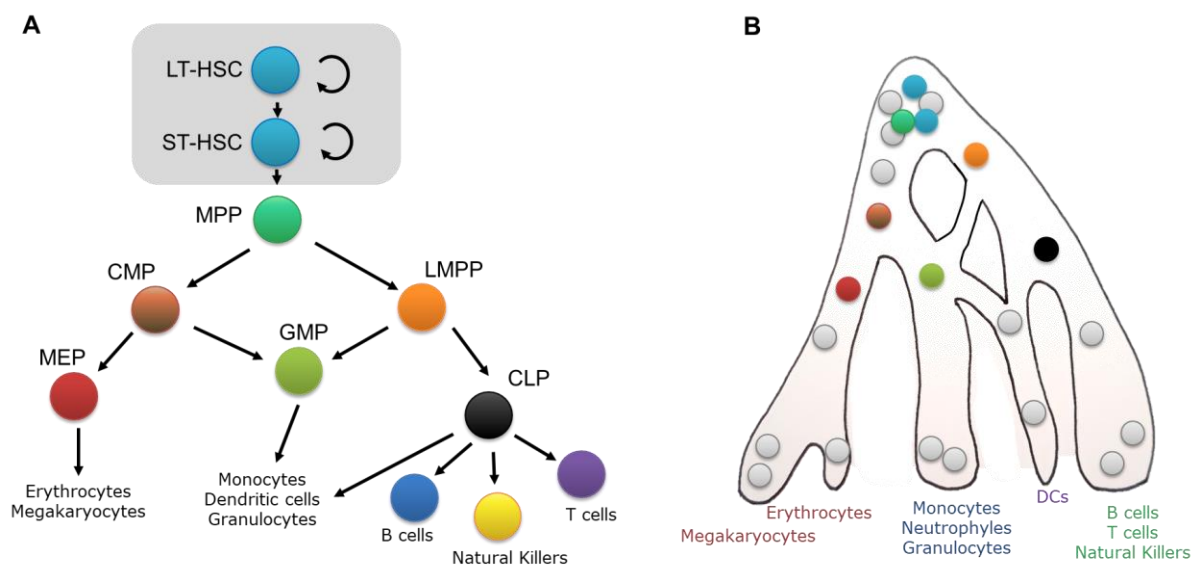 A
LT-HSC
ST-HSC
MPP
CMP
LMPP
GMP
MEP
CLP
Erythrocytes
Megakaryocytes
Monocytes
Dendritic cells
Granulocytes
B cells
Natural Killers
T cells
B
Erythrocytes
Megakaryocytes
Monocytes
Neutrophyles
Granulocytes
DCs
B cells
T cells
Natural Killers